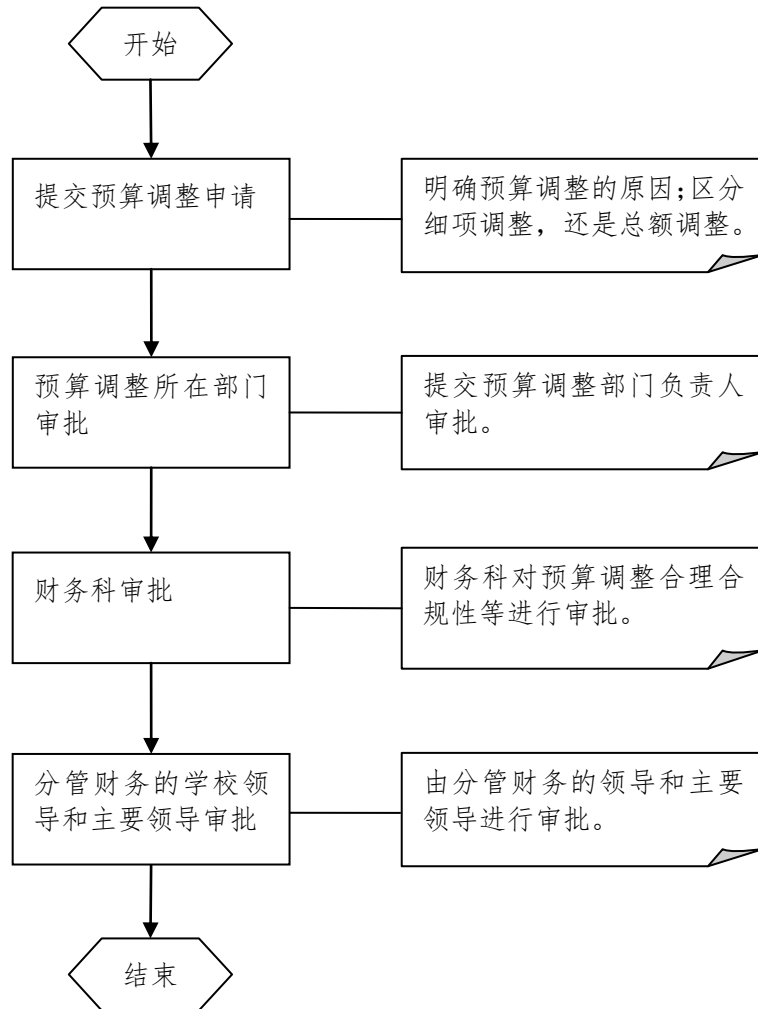 开始
提交预算调整申请
明确预算调整的原因;区分
细项调整，还是总额调整。
预算调整所在部门
审批
提交预算调整部门负责人
审批。
财务科审批
财务科对预算调整合理合
规性等进行审批。
分管财务的学校领
导和主要领导审批
由分管财务的领导和主要
领导进行审批。
结束